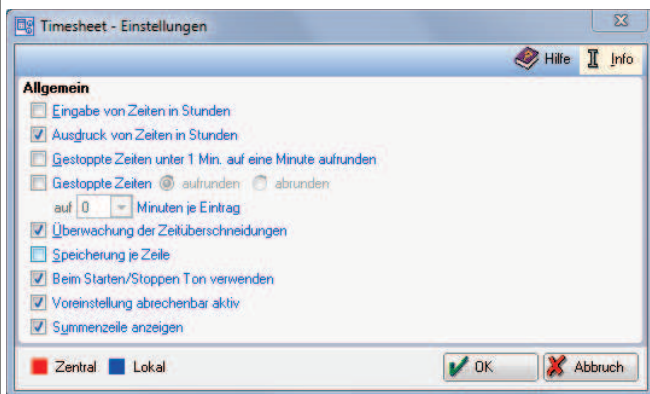 Timesheet - Einstellungen
Hilfe Info
Allgemein
Eingabe von Zeiten in Stunden
Ausdruck von Zeiten in Stunden
Gestoppte Zeiten unter 1 Min. auf eine Minute aufrunden
Gestoppte Zeiten aufrunden abrunden
auf 0 Minuten je Eintrag
Überwachung der Zeitüberschneidungen
Speicherung je Zeile
Beim Starten/Stoppen Ton verwenden
Voreinstellung abrechenbar aktiv
Summenzeile anzeigen
Zentral Lokal OK Abbruch